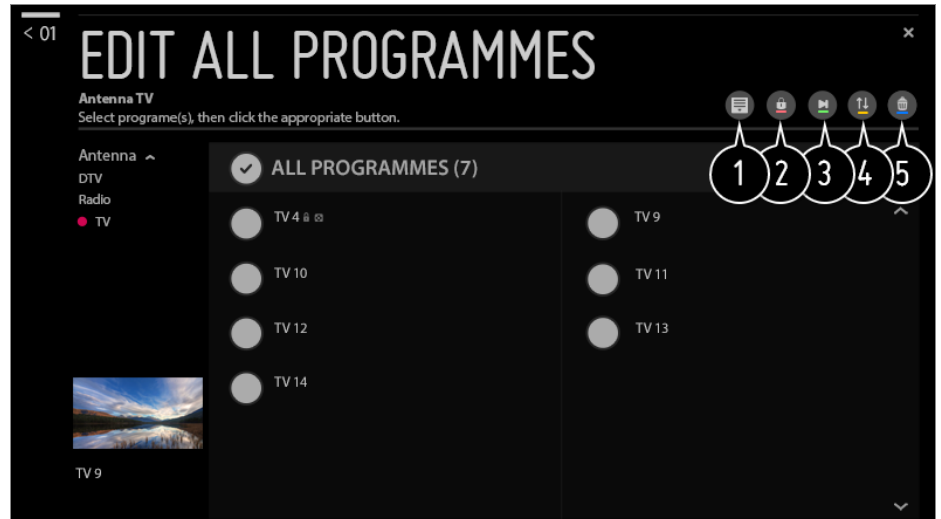 < 01
EDIT ALL PROGRAMMES
×
Antenna TV
Select programe(s), then click the appropriate button.
1 2 3 4 5
Antenna
DTV
Radio
TV
ALL PROGRAMMES (7)
TV 4
TV 9
TV 10
TV 11
TV 12
TV 13
TV 14
TV 9